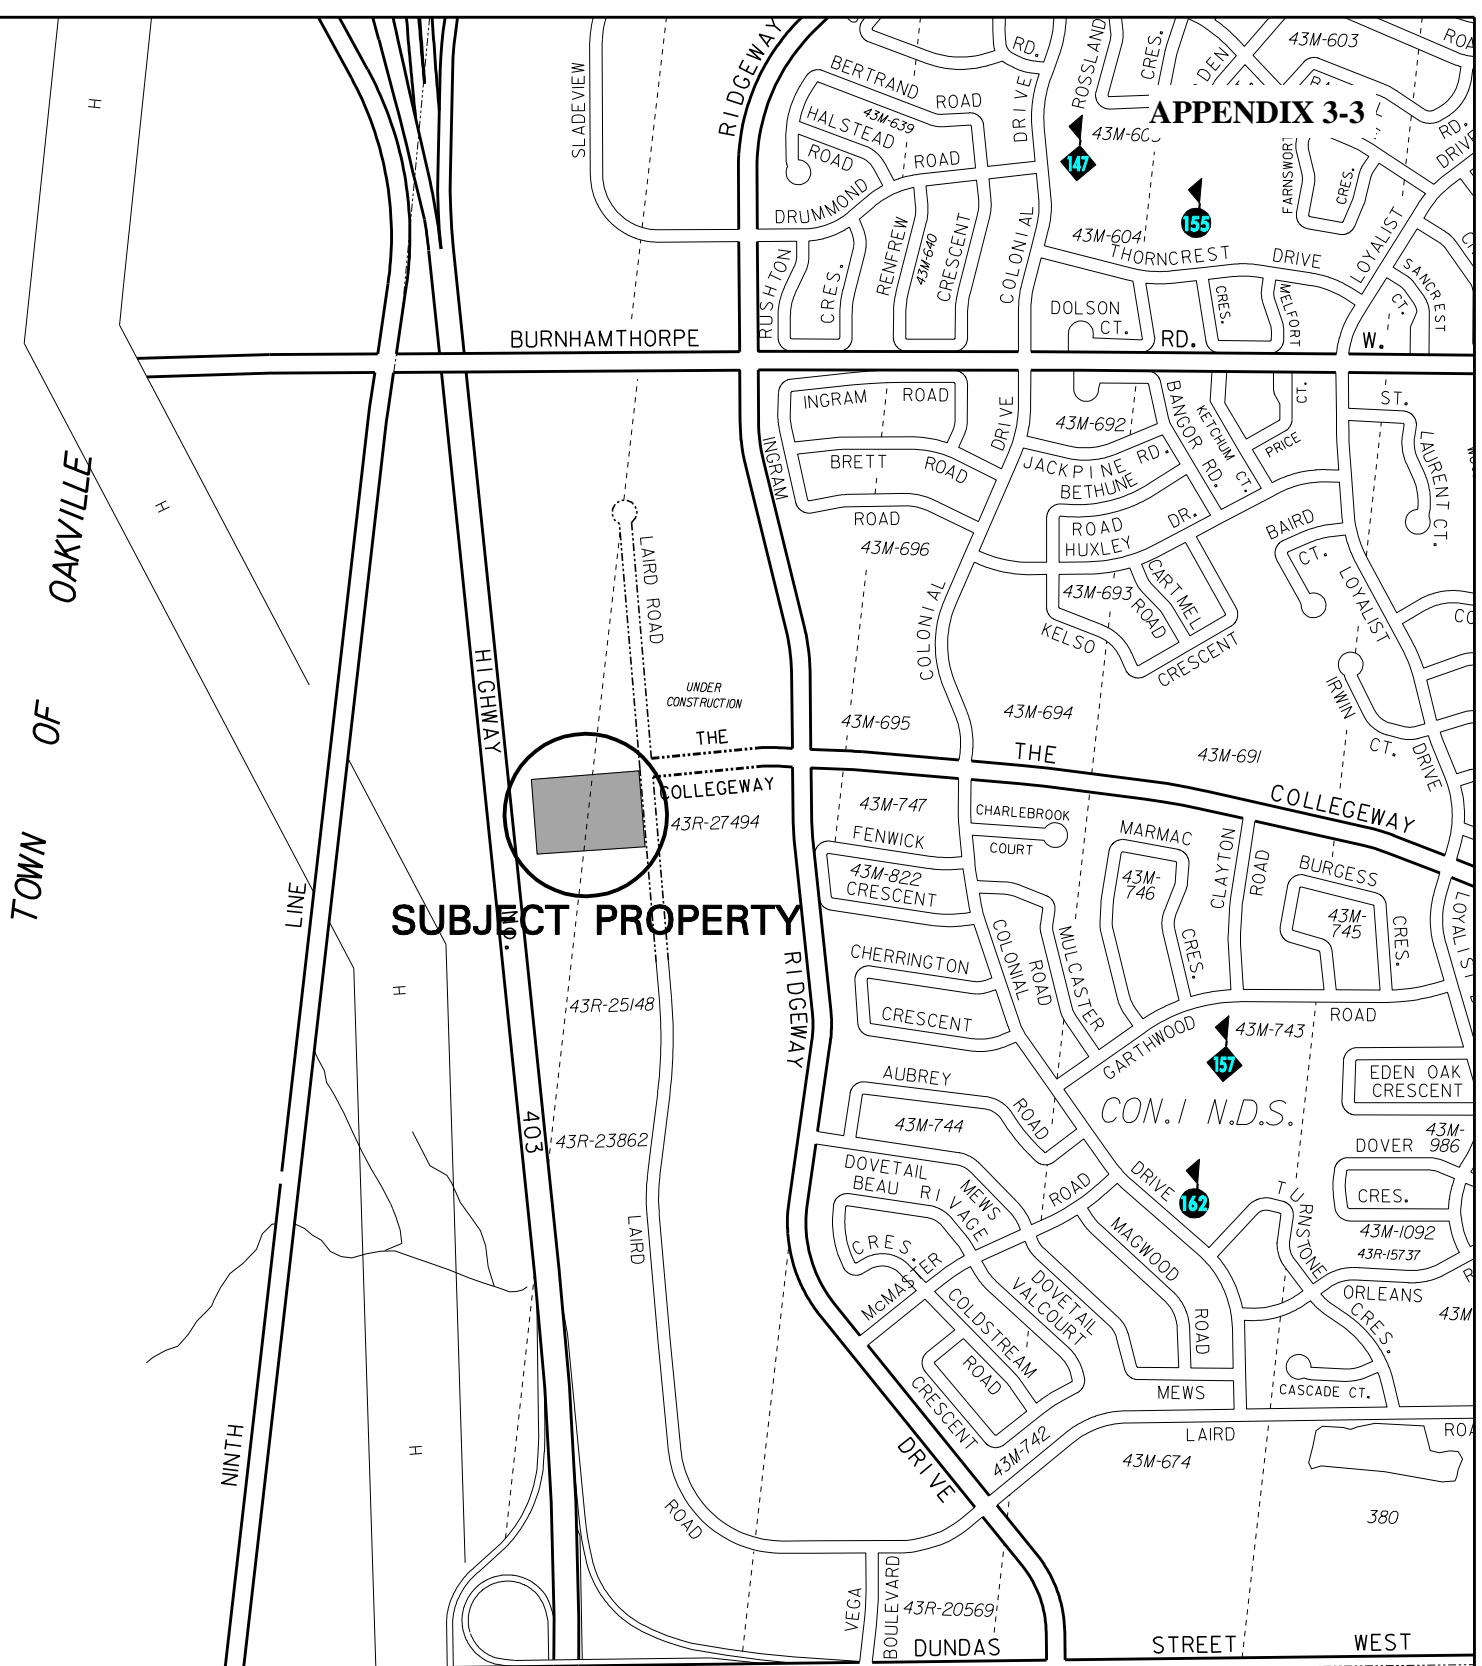 APPENDIX 3-3
H
SLADEVIEW
RIDGEWAY
BERTRAND ROAD
RD.
DRIVE
ROSSLAND
CRES.
43M-603
43M-639
HALSTEAD
ROAD
ROAD
DRUMMOND
147
155
FARNSWOR
CRES.
RD.
DRIVE
LOYALIST
43M-604
THORNCREST DRIVE
RUSHTON
CRES.
RENFREW
43M-640
CRESCENT
COLONIAL
DOLSON
CT.
CRES.
MELFORT
CT.
SANCREST
BURNHAMTHORPE RD. W.
INGRAM ROAD
INGRAM
BRETT ROAD
ROAD
DRIVE
43M-692
JACKPINE RD.
BETHUNE
BANGOR RD.
KETCHUM CT.
CT.
PRICE
ST.
LAURENT CT.
H
TOWN OF OAKVILLE
43M-696
ROAD
HUXLEY
DR.
BAIRD
CT.
LOYALIST
LAIRD ROAD
43M-693
CARTMEL
ROAD
KELSO
CRESCENT
COLONIAL
IRWIN
CT.
DRIVE
HIGHWAY
UNDER
CONSTRUCTION
43M-695
43M-694
43M-691
THE
COLLEGEWAY
THE
COLLEGEWAY
43R-27494
43M-747
CHARLEBROOK
COURT
FENWICK
43M-822
CRESCENT
MARMAC
43M-
746
CRES.
CLAYTON
ROAD
BURGESS
43M-
745
CRES.
LINE
SUBJECT PROPERTY
No.
RIDGEWAY
CHERRINGTON
CRESCENT
COLONIAL
ROAD
MULCASTER
H
43R-25148
GARTHWOOD
ROAD
43M-743
157
EDEN OAK
CRESCENT
AUBREY
ROAD
43M-744
CON.1 N.D.S.
43M-
986
DOVER
CRES.
403
43R-23862
DOVETAIL
MEWS
BEAU RIVAGE
CRES.
ROAD
DRIVE
162
TURNSTONE
43M-1092
43R-15737
LAIRD
McMASTER
MAGWOOD
ROAD
DOVETAIL
VALCOURT
COLDSTREAM
ROAD
CRESCENT
ORLEANS
CRES.
MEWS
CASCADE CT.
NINTH
H
DRIVE
43M-742
LAIRD
43M-674
380
ROAD
VEGA
BOULEVARD
43R-20569
DUNDAS STREET WEST